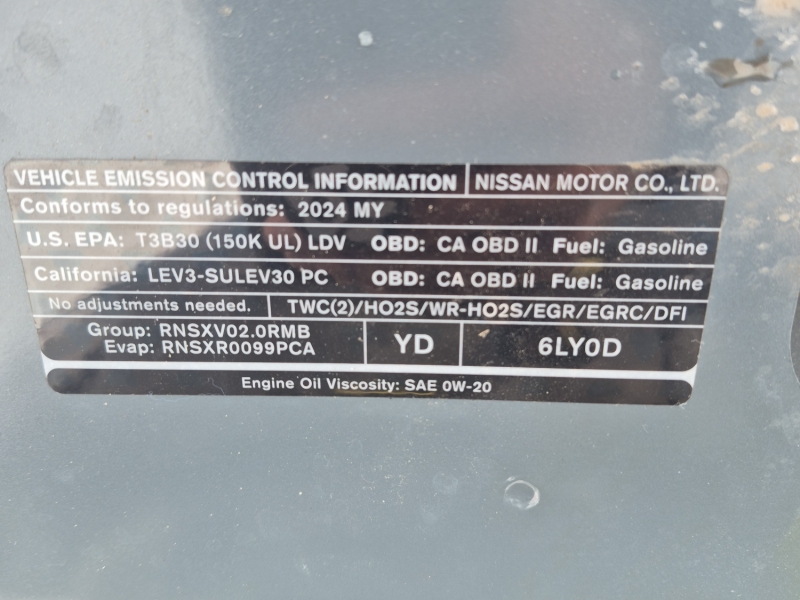 VEHICLE EMISSION CONTROL INFORMATION NISSAN MOTOR CO., LTD.
Conforms to regulations: 2024 MY
U.S. EPA: T3B30 (150K UL) LDV OBD: CA OBD II Fuel: Gasoline
California: LEV3-SULEV30 PC OBD: CA OBD II Fuel: Gasoline
No adjustments needed. TWC(2)/HO2S/WR-HO2S/EGR/EGRC/DFI
Group: RNSXV02.0RMB
Evap: RNSXR0099PCA
YD
6LY0D
Engine Oil Viscosity: SAE 0W-20